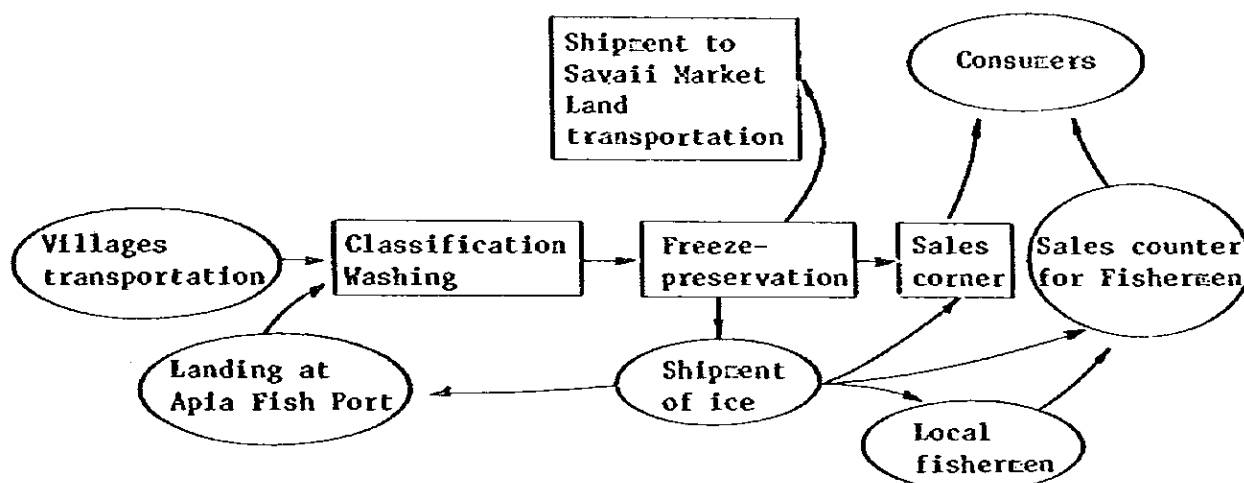 Shipment to
Savaii Market
Land
transportation
Consumers
Villages
transportation
Classification
Washing
Freeze-
preservation
Sales
corner
Sales counter
for Fishermen
Landing at
Apia Fish Port
Shipment
of ice
Local
fishermen